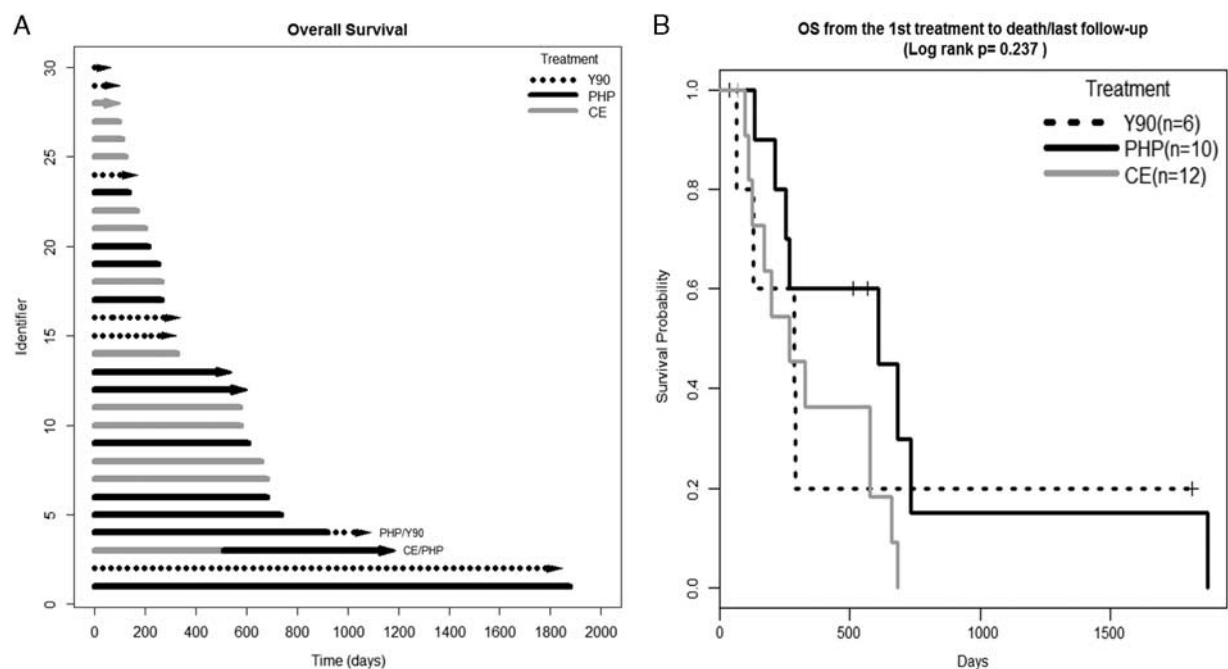 A
Overall Survival
Treatment
Y90
PHP
CE
PHP/Y90
CE/PHP
Identifier
0
5
10
15
20
25
30
0 200 400 600 800 1000 1200 1400 1600 1800 2000
Time (days)
B
OS from the 1st treatment to death/last follow-up
(Log rank p= 0.237 )
Treatment
Y90(n=6)
PHP(n=10)
CE(n=12)
Survival Probability
0.0
0.2
0.4
0.6
0.8
1.0
0 500 1000 1500
Days